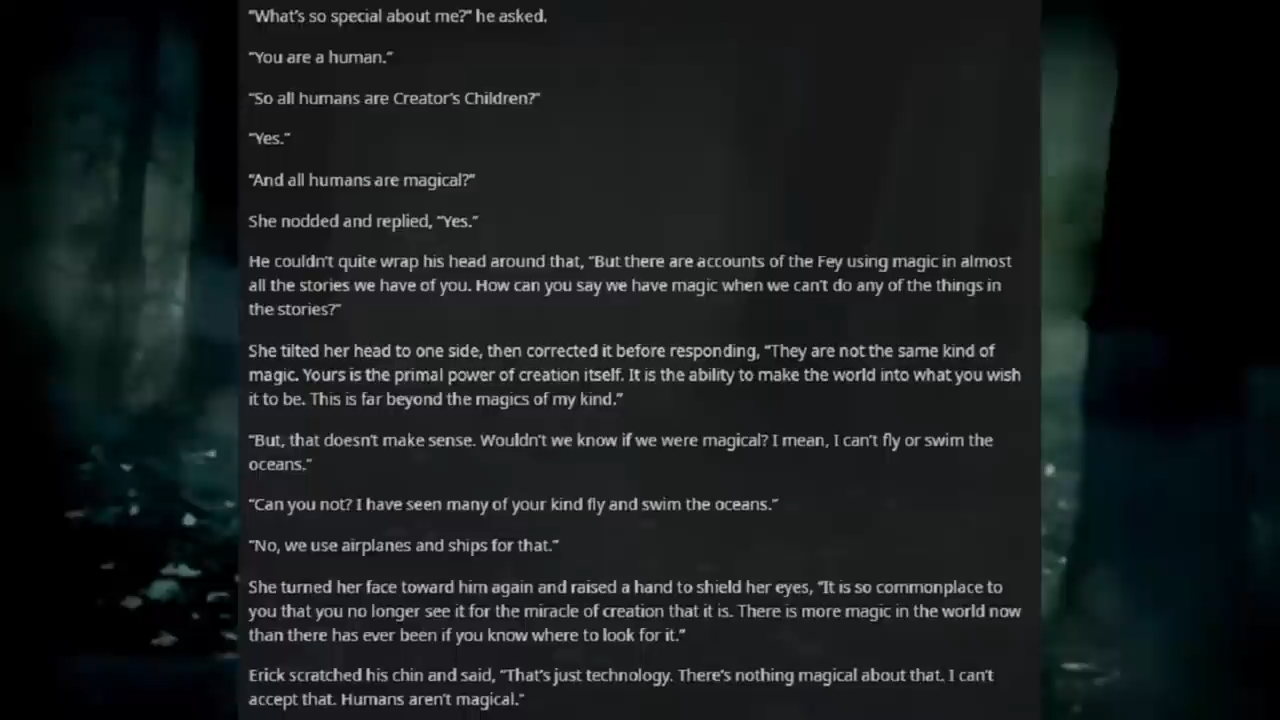 “What’s so special about me?” he asked.
“You are a human.”
“So all humans are Creator’s Children?”
“Yes.”
“And all humans are magical?”
She nodded and replied, “Yes.”
He couldn’t quite wrap his head around that, “But there are accounts of the Fey using magic in almost
all the stories we have of you. How can you say we have magic when we can’t do any of the things in
the stories?”
She tilted her head to one side, then corrected it before responding, “They are not the same kind of
magic. Yours is the primal power of creation itself. It is the ability to make the world into what you wish
it to be. This is far beyond the magics of my kind.”
“But, that doesn’t make sense. Wouldn’t we know if we were magical? I mean, I can’t fly or swim the
oceans.”
“Can you not? I have seen many of your kind fly and swim the oceans.”
“No, we use airplanes and ships for that.”
She turned her face toward him again and raised a hand to shield her eyes, “It is so commonplace to
you that you no longer see it for the miracle of creation that it is. There is more magic in the world now
than there has ever been if you know where to look for it.”
Erick scratched his chin and said, “That’s just technology. There’s nothing magical about that. I can’t
accept that. Humans aren’t magical.”